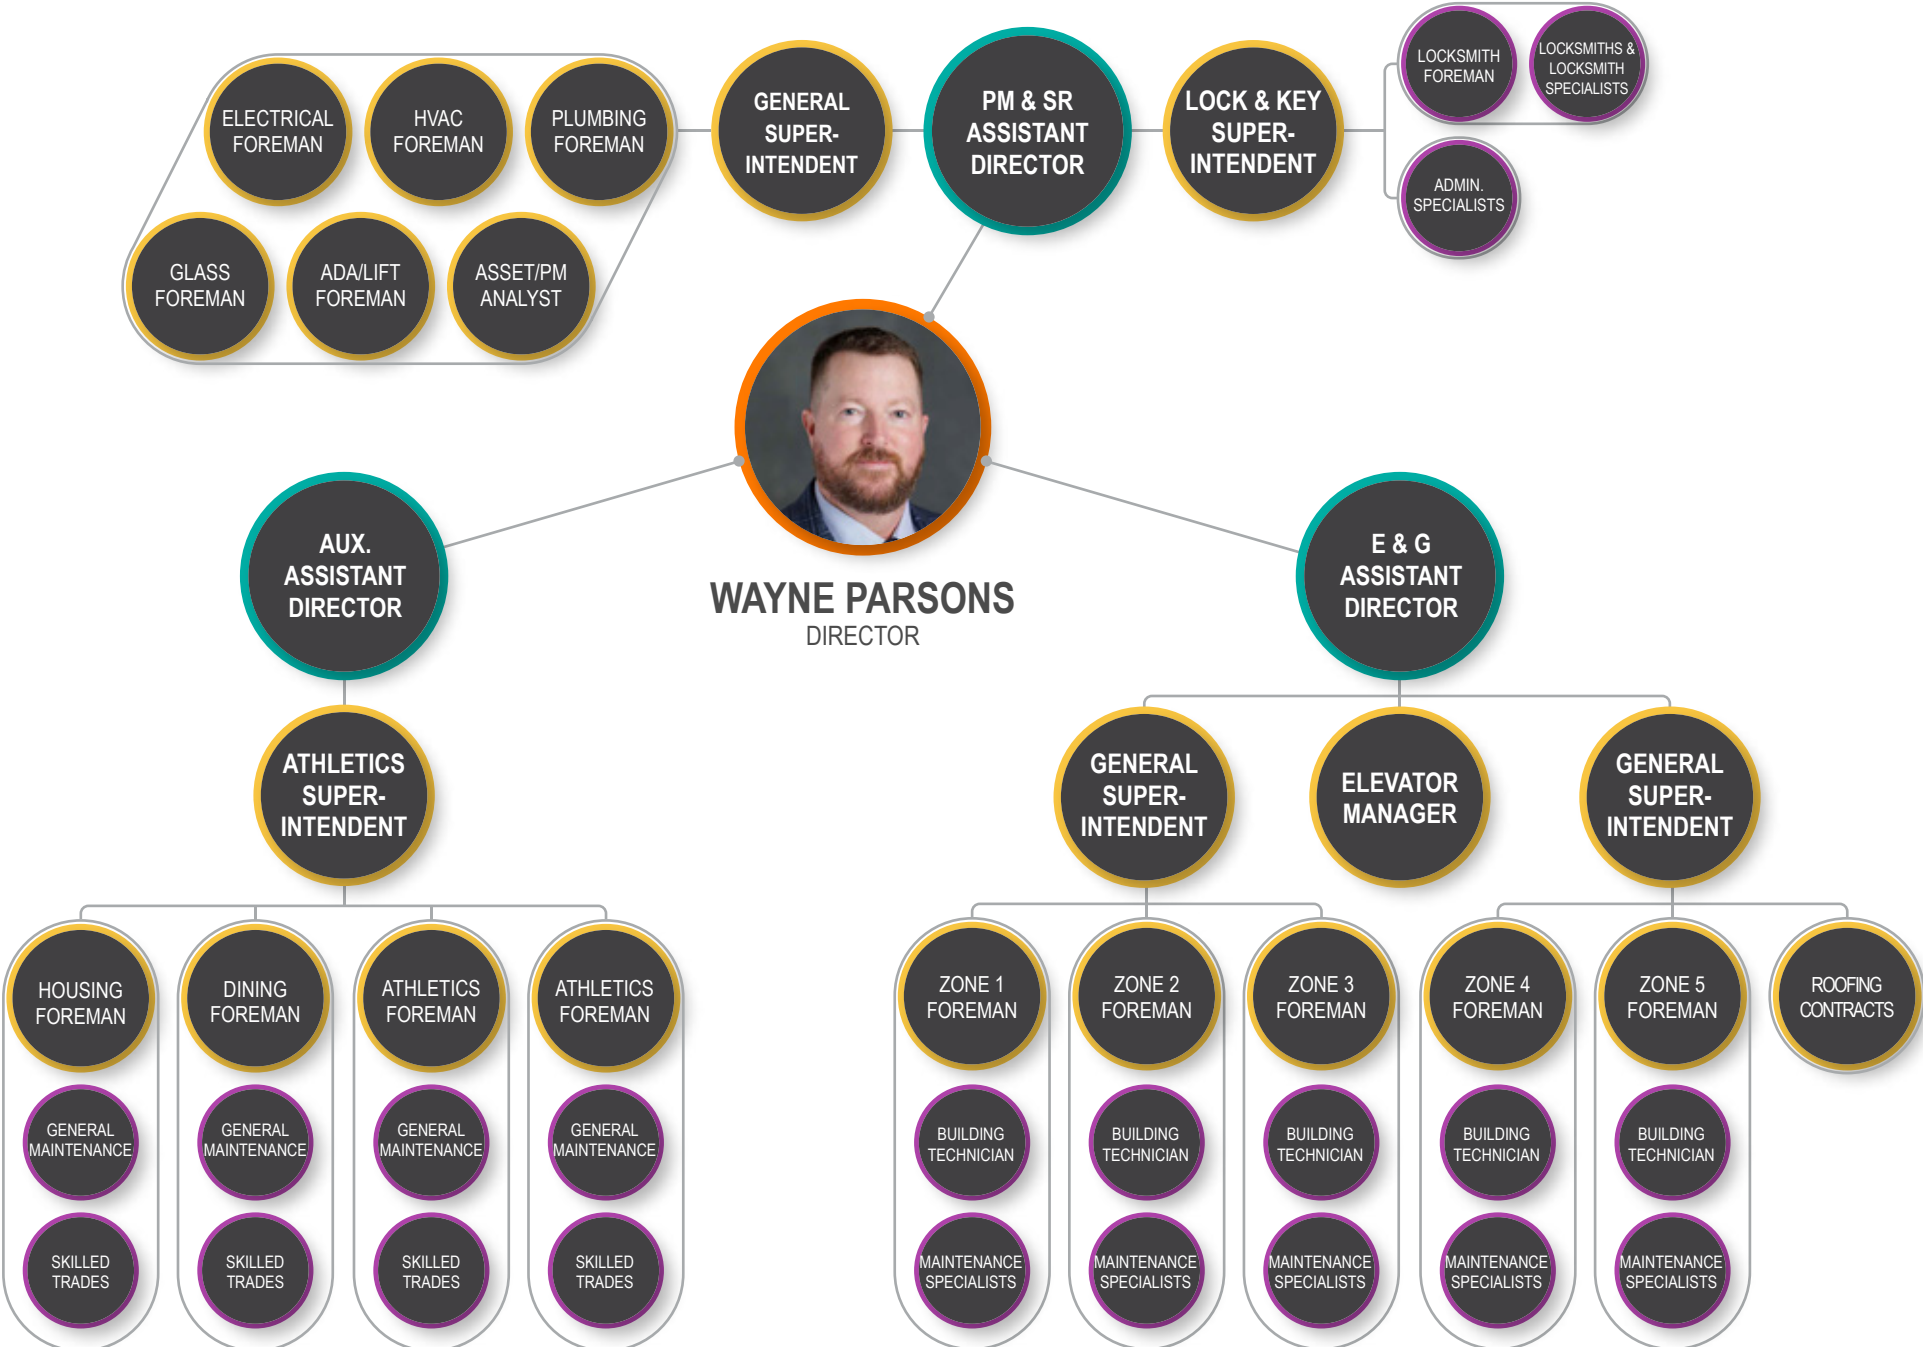 ELECTRICAL
FOREMAN
HVAC
FOREMAN
PLUMBING
FOREMAN
GLASS
FOREMAN
ADA/LIFT
FOREMAN
ASSET/PM
ANALYST
GENERAL
SUPER-
INTENDENT
PM & SR
ASSISTANT
DIRECTOR
LOCK & KEY
SUPER-
INTENDENT
LOCKSMITH
FOREMAN
LOCKSMITHS &
LOCKSMITH
SPECIALISTS
ADMIN.
SPECIALISTS
WAYNE PARSONS
DIRECTOR
AUX.
ASSISTANT
DIRECTOR
ATHLETICS
SUPER-
INTENDENT
HOUSING
FOREMAN
GENERAL
MAINTENANCE
SKILLED
TRADES
DINING
FOREMAN
GENERAL
MAINTENANCE
SKILLED
TRADES
ATHLETICS
FOREMAN
GENERAL
MAINTENANCE
SKILLED
TRADES
ATHLETICS
FOREMAN
GENERAL
MAINTENANCE
SKILLED
TRADES
E & G
ASSISTANT
DIRECTOR
GENERAL
SUPER-
INTENDENT
ELEVATOR
MANAGER
GENERAL
SUPER-
INTENDENT
ZONE 1
FOREMAN
BUILDING
TECHNICIAN
MAINTENANCE
SPECIALISTS
ZONE 2
FOREMAN
BUILDING
TECHNICIAN
MAINTENANCE
SPECIALISTS
ZONE 3
FOREMAN
BUILDING
TECHNICIAN
MAINTENANCE
SPECIALISTS
ZONE 4
FOREMAN
BUILDING
TECHNICIAN
MAINTENANCE
SPECIALISTS
ZONE 5
FOREMAN
BUILDING
TECHNICIAN
MAINTENANCE
SPECIALISTS
ROOFING
CONTRACTS